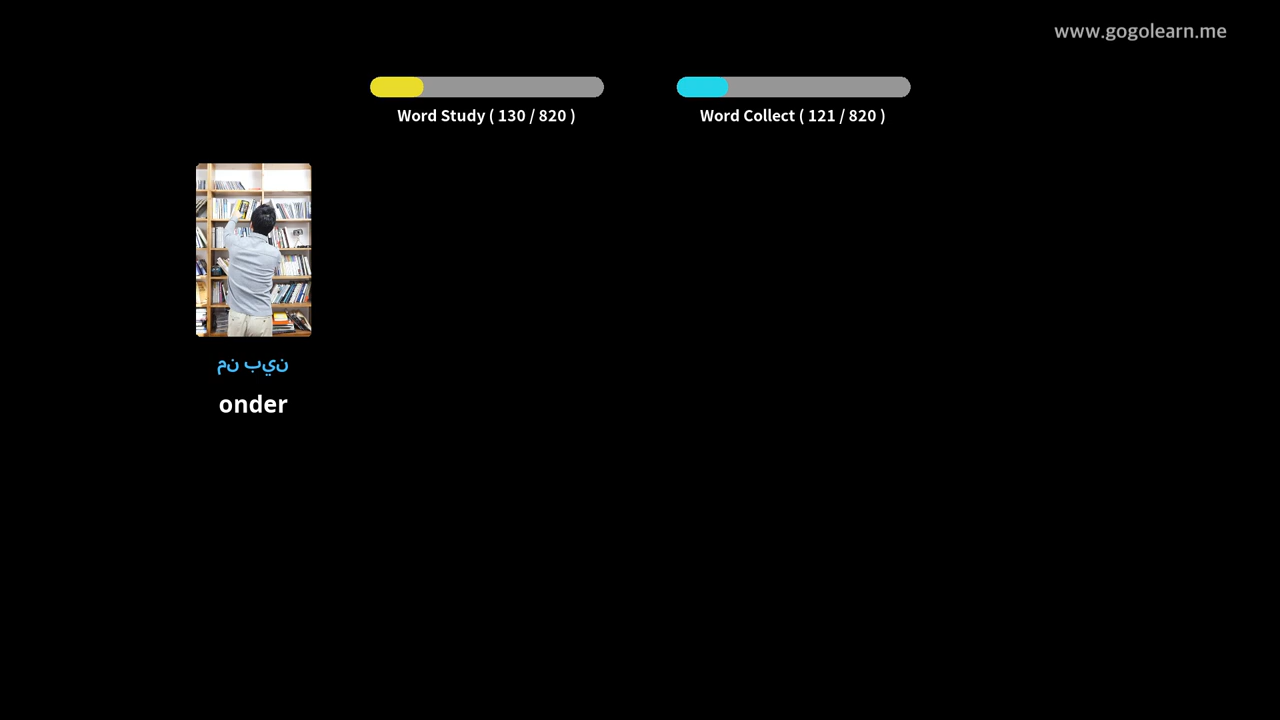 www.gogolearn.me
Word Study ( 130 / 820 )
Word Collect ( 121 / 820 )
من بين
onder